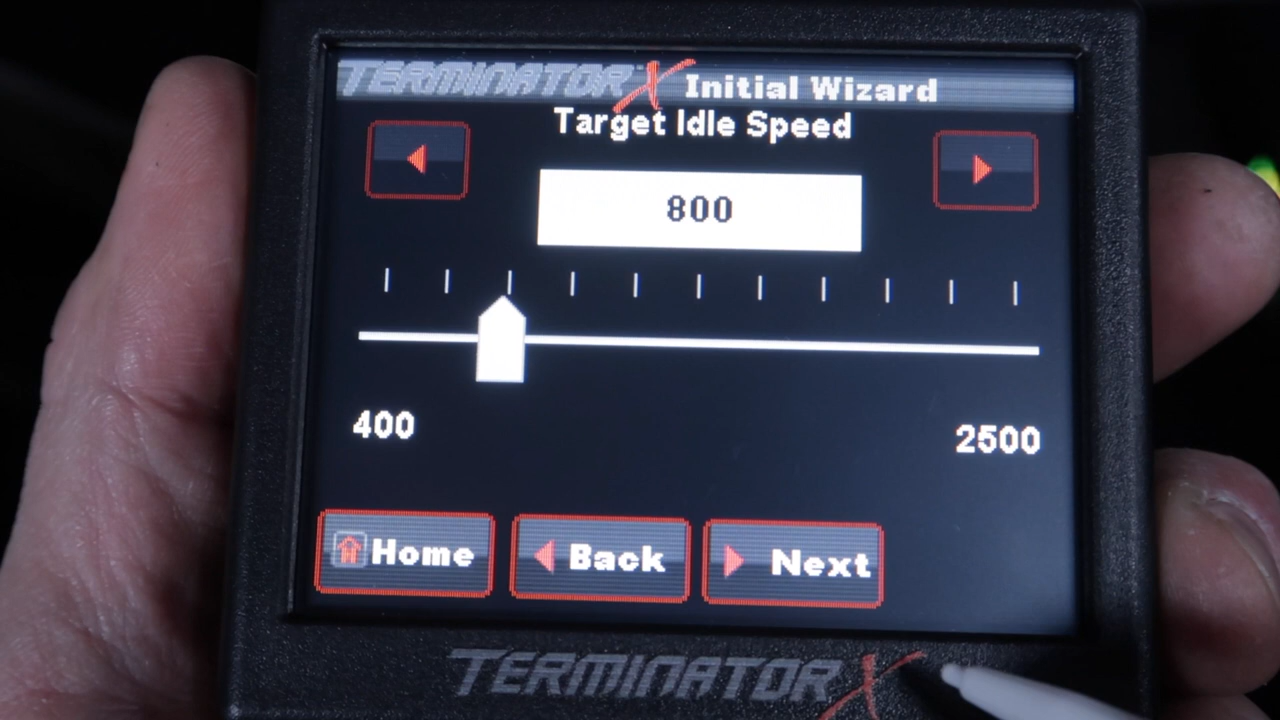 TERMINATOR X Initial Wizard
Target Idle Speed
800
400 2500
Home Back Next
TERMINATOR X